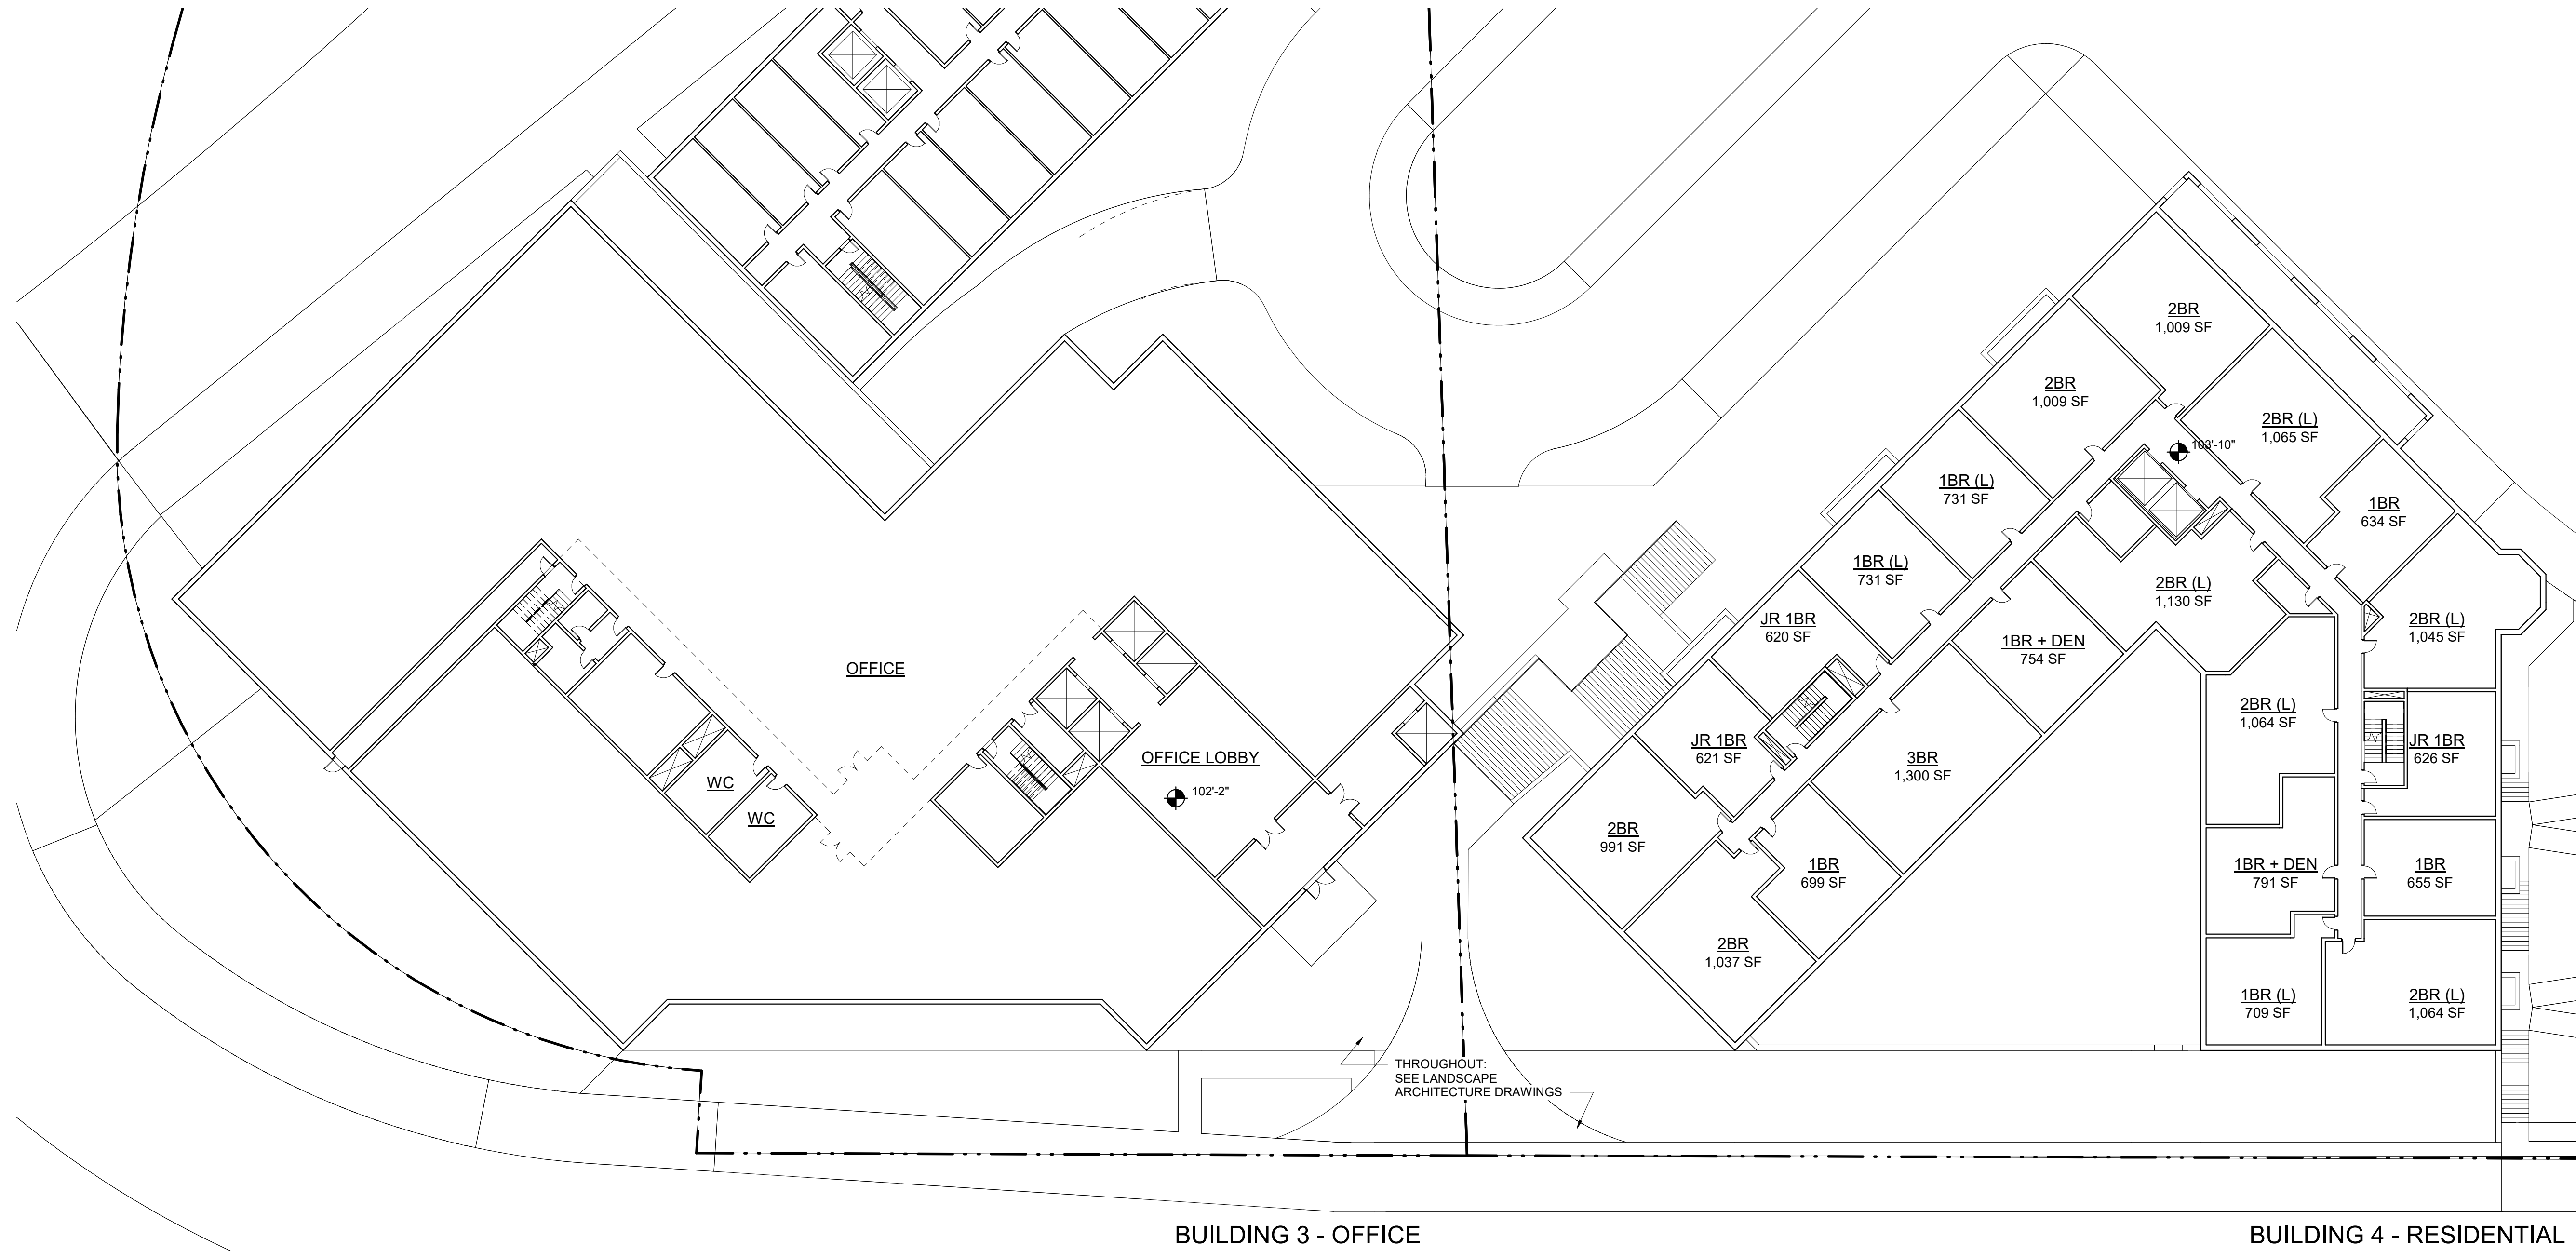 2BR
1,009 SF
2BR
1,009 SF
2BR (L)
1,065 SF
103'-10"
1BR (L)
731 SF
1BR
634 SF
1BR (L)
731 SF
2BR (L)
1,130 SF
JR 1BR
620 SF
2BR (L)
1,045 SF
1BR + DEN
754 SF
OFFICE
2BR (L)
1,064 SF
JR 1BR
621 SF
JR 1BR
626 SF
OFFICE LOBBY
3BR
1,300 SF
WC
102'-2"
WC
2BR
991 SF
1BR
699 SF
1BR + DEN
791 SF
1BR
655 SF
2BR
1,037 SF
1BR (L)
709 SF
2BR (L)
1,064 SF
THROUGHOUT:
SEE LANDSCAPE
ARCHITECTURE DRAWINGS
BUILDING 3 - OFFICE
BUILDING 4 - RESIDENTIAL